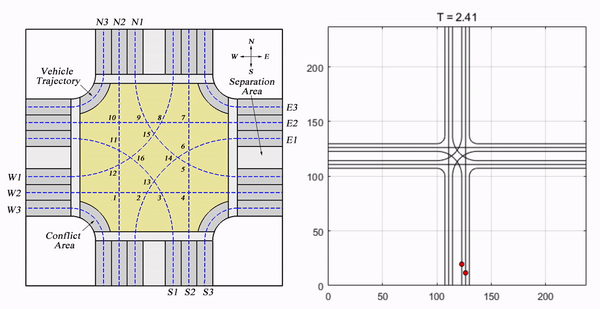 N3 N2 N1
Vehicle
Trajectory
N
W E
S
Separation
Area
E3
10 9 8 7
E2
15
11 6
E1
16 14
12 5
W1
13
W2
1 2 3 4
W3
Conflict
Area
S1 S2 S3
T = 2.41
200
150
100
50
0
0 50 100 150 200